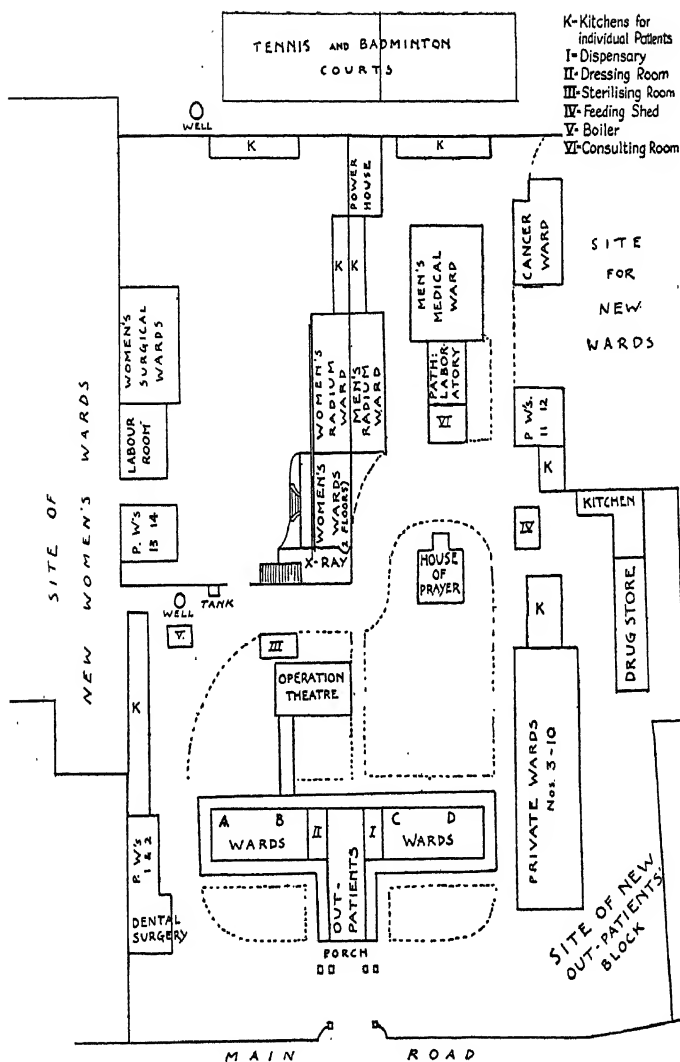 TENNIS AND BADMINTON
COURTS
K-Kitchens for
individual Patients
I=Dispensary
II=Dressing Room
III=Sterilising Room
IV=Feeding Shed
V=Boiler
VI=Consulting Room
WELL
K
K
POWER
HOUSE
K
K
MEN'S
MEDICAL
WARD
CANCER
WARD
SITE
FOR
NEW
WARDS
WOMEN'S
SURGICAL
WARDS
WOMEN'S
RADIUM
WARD
MEN'S
RADIUM
WARD
PATH:
LABOR-
ATORY
VI
P. W's.
11 12
K
LABOUR
ROOM
SITE OF
NEW WOMEN'S WARDS
P. W's
13 14
WOMEN'S
WARDS
(2 FLOORS)
X-RAY
KITCHEN
IV
DRUG STORE
HOUSE
OF
PRAYER
TANK
WELL
V.
III
K
K
OPERATION
THEATRE
PRIVATE WARDS
Nos. 3-10
A B
WARDS
II
OUT-
PATIENTS
I
C D
WARDS
P. W's
1 & 2
DENTAL
SURGERY
PORCH
SITE OF NEW
OUT-PATIENTS'
BLOCK
MAIN ROAD